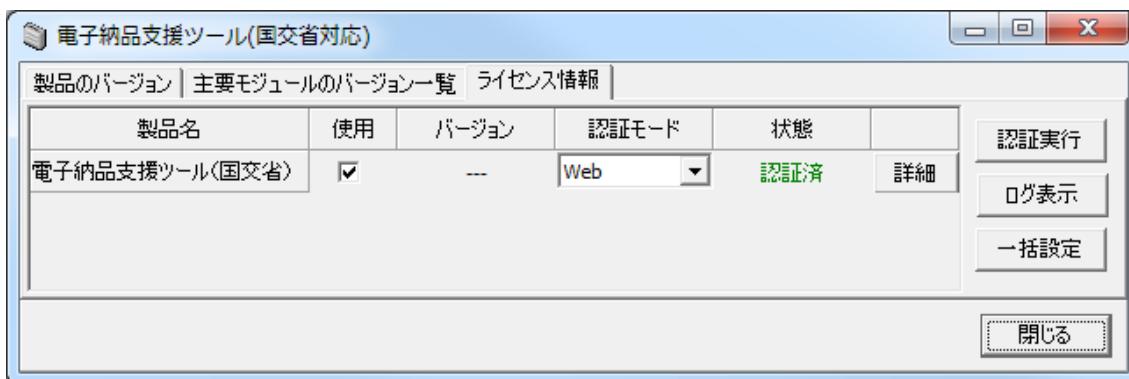 電子納品支援ツール(国交省対応)
製品のバージョン 主要モジュールのバージョン一覧 ライセンス情報
製品名 使用 バージョン 認証モード 状態
電子納品支援ツール(国交省) --- Web 認証済 詳細
認証実行
ログ表示
一括設定
閉じる